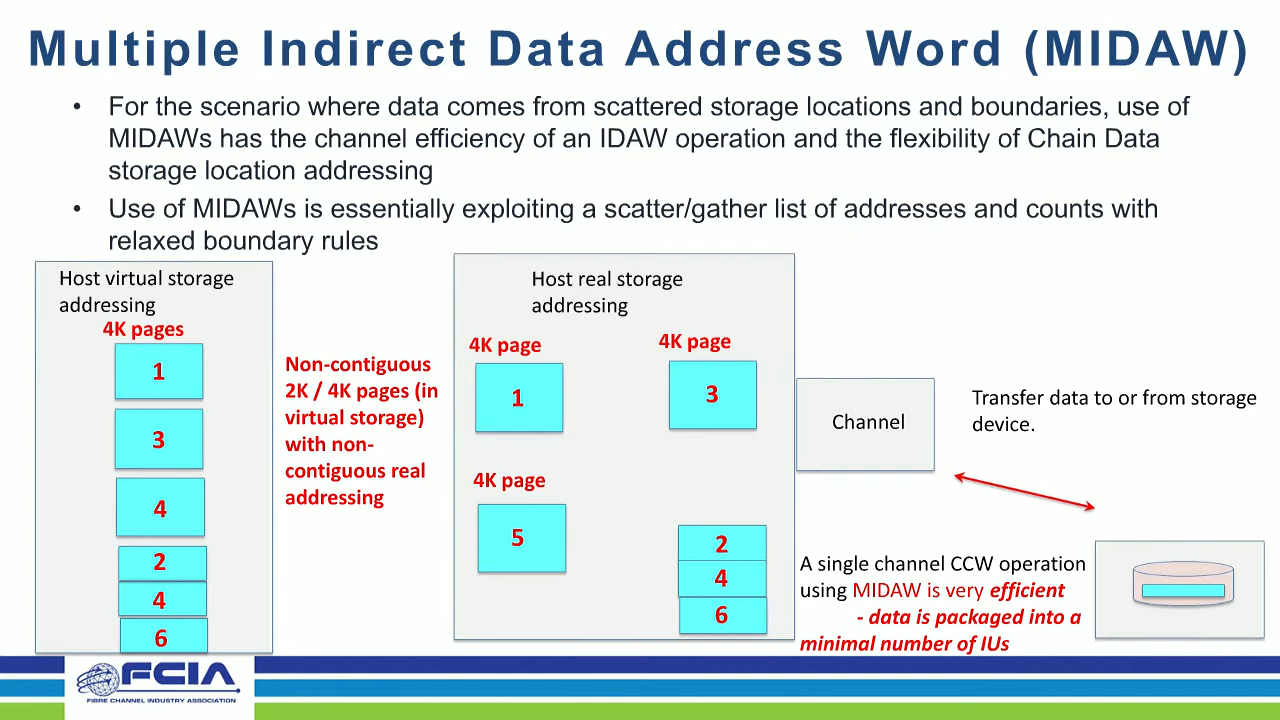 Multiple Indirect Data Address Word (MIDAW)
• For the scenario where data comes from scattered storage locations and boundaries, use of
MIDAWs has the channel efficiency of an IDAW operation and the flexibility of Chain Data
storage location addressing
• Use of MIDAWs is essentially exploiting a scatter/gather list of addresses and counts with
relaxed boundary rules
Host virtual storage
addressing
4K pages
1
3
4
2
4
6
Non-contiguous
2K / 4K pages (in
virtual storage)
with non-
contiguous real
addressing
Host real storage
addressing
4K page
1
4K page
3
4K page
5
2
4
6
Channel
Transfer data to or from storage
device.
A single channel CCW operation
using MIDAW is very efficient
- data is packaged into a
minimal number of IUs
FCIA
FIBRE CHANNEL INDUSTRY ASSOCIATION